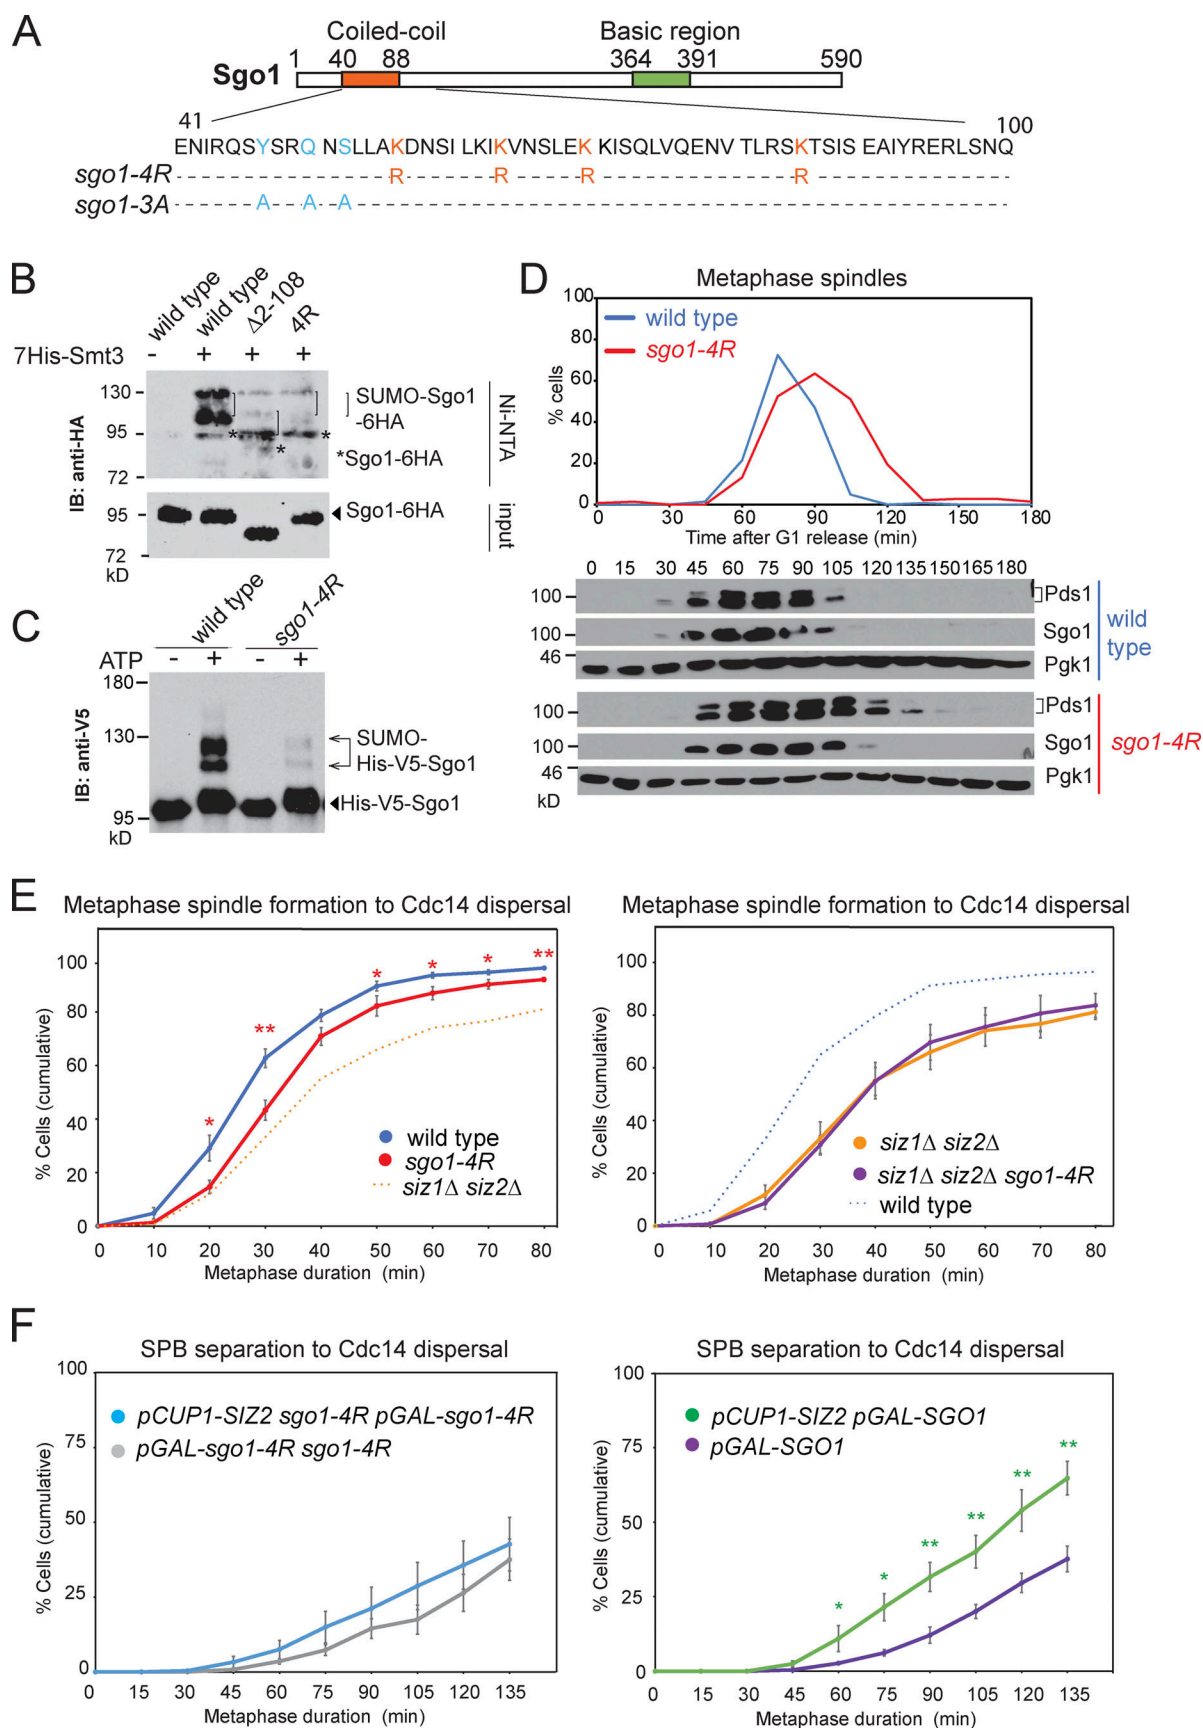 A
Coiled-coil Basic region
1 40 88 364 391 590
Sgo1
41 100
ENIRQSYSRQ NSLLAKDNSI LKIKVNSLEK KISQLVQENV TLRSKTSIS EAIYRERLSNQ
sgo1-4R R R R R
sgo1-3A A A A
B
wild type wild type Δ2-108 4R
7His-Smt3 - + + +
130
95
72
SUMO-Sgo1
-6HA
*Sgo1-6HA
* * *
Ni-NTA
IB: anti-HA
95
72
kD
Sgo1-6HA
input
C
wild type sgo1-4R
ATP - + - +
180
130
95
kD
IB: anti-V5
SUMO-
His-V5-Sgo1
His-V5-Sgo1
D
Metaphase spindles
wild type
sgo1-4R
% cells
100
80
60
40
20
0
0 30 60 90 120 150 180
Time after G1 release (min)
0 15 30 45 60 75 90 105 120 135 150 165 180
100 Pds1
100 Sgo1
46 Pgk1
wild
type
100 Pds1
100 Sgo1
46 Pgk1
kD
sgo1-4R
E
Metaphase spindle formation to Cdc14 dispersal
% Cells (cumulative)
100
80
60
40
20
0
* ** * * * **
wild type
sgo1-4R
siz1Δ siz2Δ
0 10 20 30 40 50 60 70 80
Metaphase duration (min)
Metaphase spindle formation to Cdc14 dispersal
% Cells (cumulative)
100
80
60
40
20
0
siz1Δ siz2Δ
siz1Δ siz2Δ sgo1-4R
wild type
0 10 20 30 40 50 60 70 80
Metaphase duration (min)
F
SPB separation to Cdc14 dispersal
% Cells (cumulative)
100
75
50
25
0
pCUP1-SIZ2 sgo1-4R pGAL-sgo1-4R
pGAL-sgo1-4R sgo1-4R
0 15 30 45 60 75 90 105 120 135
Metaphase duration (min)
SPB separation to Cdc14 dispersal
% Cells (cumulative)
100
75
50
25
0
pCUP1-SIZ2 pGAL-SGO1
pGAL-SGO1
* * ** ** ** **
0 15 30 45 60 75 90 105 120 135
Metaphase duration (min)